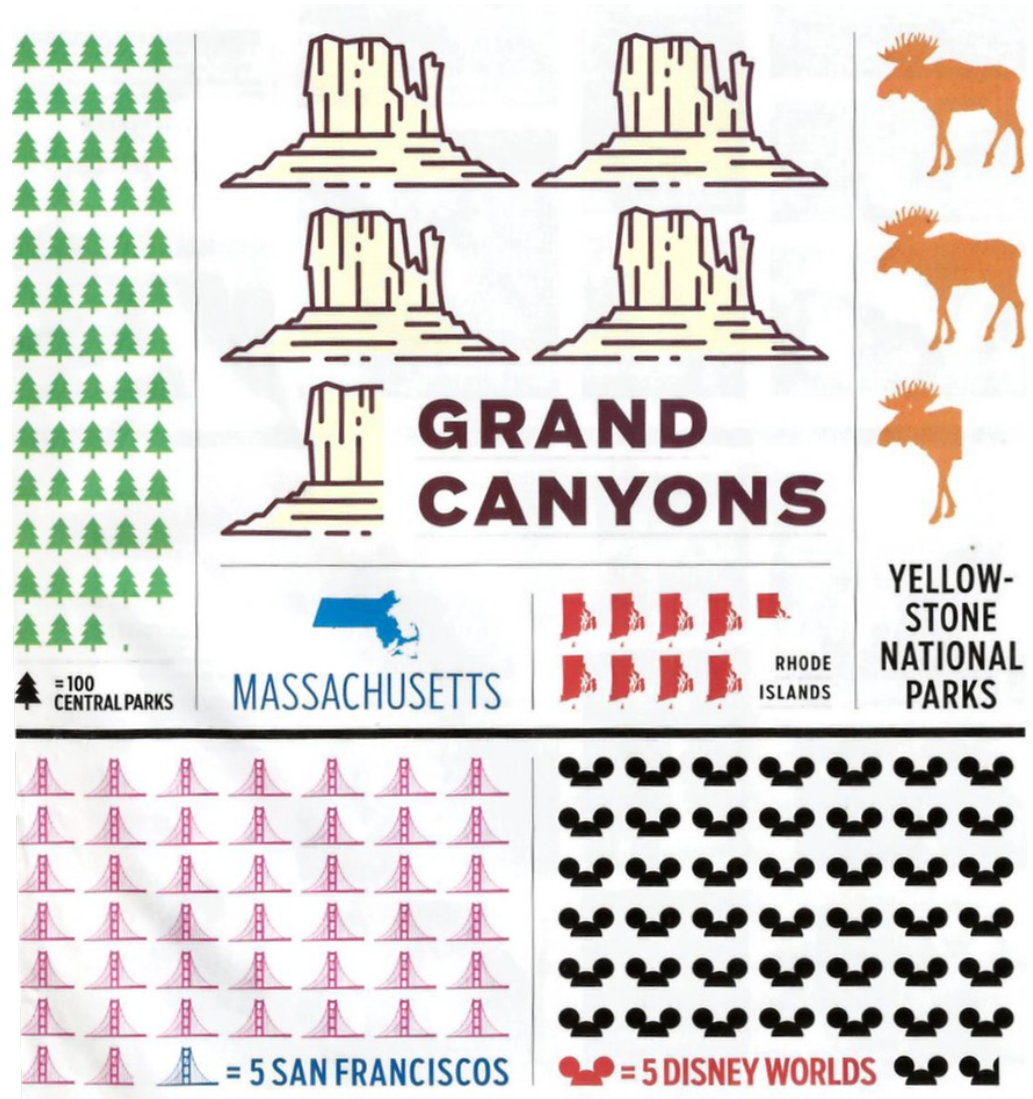 GRAND
CANYONS
YELLOW-
STONE
NATIONAL
PARKS
= 100
CENTRAL PARKS
MASSACHUSETTS
RHODE
ISLANDS
= 5 SAN FRANCISCOS
= 5 DISNEY WORLDS